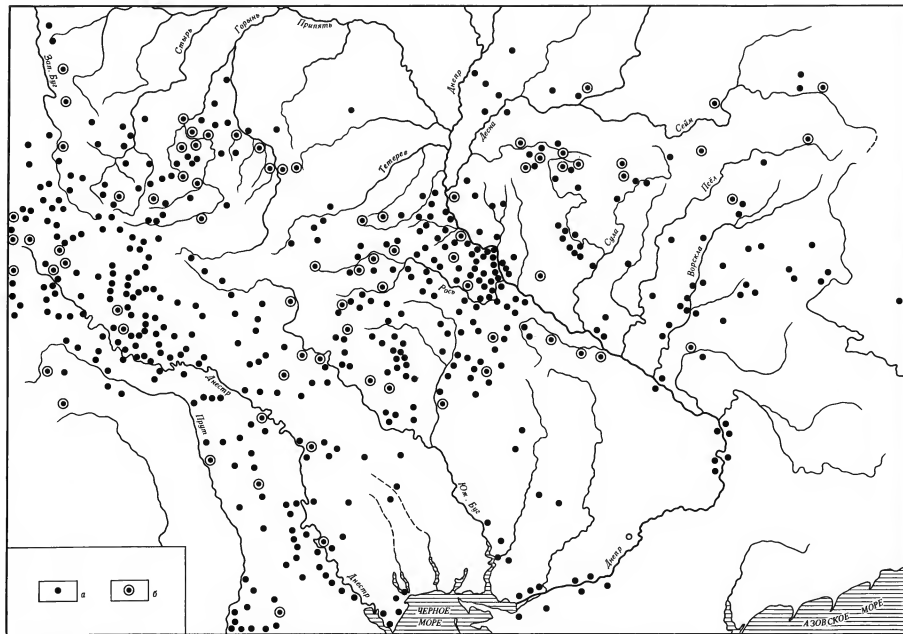 Зап. Буг
Стырь
Горынь
Припять
Днепр
Десна
Сейм
Тетерев
Псёл
Сула
Ворскла
Рось
Днестр
Прут
Юж. Буг
Днепр
Днестр
ЧЕРНОЕ
МОРЕ
АЗОВСКОЕ МОРЕ
а
б